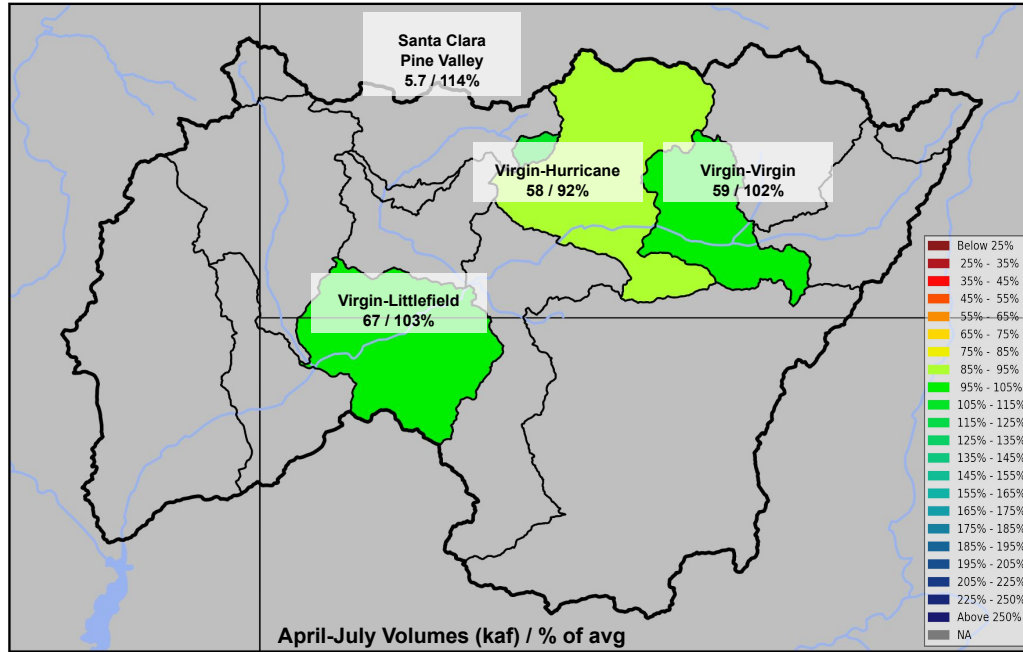 Santa Clara
Pine Valley
5.7 / 114%
Virgin-Hurricane
58 / 92%
Virgin-Virgin
59 / 102%
Virgin-Littlefield
67 / 103%
Below 25%
25% - 35%
35% - 45%
45% - 55%
55% - 65%
65% - 75%
75% - 85%
85% - 95%
95% - 105%
105% - 115%
115% - 125%
125% - 135%
135% - 145%
145% - 155%
155% - 165%
165% - 175%
175% - 185%
185% - 195%
195% - 205%
205% - 225%
225% - 250%
Above 250%
NA
April-July Volumes (kaf) / % of avg